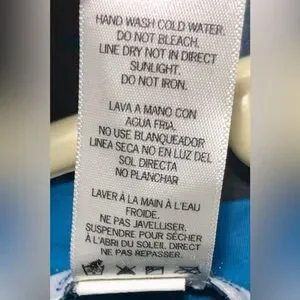 HAND WASH COLD WATER.
DO NOT BLEACH.
LINE DRY NOT IN DIRECT
SUNLIGHT.
DO NOT IRON.
LAVA A MANO CON
AGUA FRIA.
NO USE BLANQUEADOR
LINEA SECA NO EN LUZ DEL
SOL DIRECTA
NO PLANCHAR
LAVER À LA MAIN À L'EAU
FROIDE.
NE PAS JAVELLISER.
SUSPENDRE POUR SÉCHER
À L'ABRI DU SOLEIL DIRECT
NE PAS REPASSER.